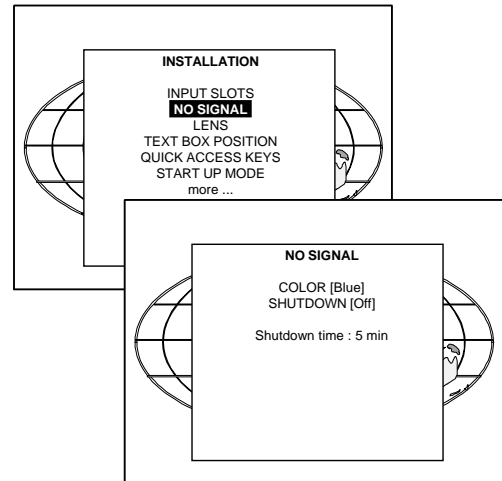 INSTALLATION
INPUT SLOTS
NO SIGNAL
LENS
TEXT BOX POSITION
QUICK ACCESS KEYS
START UP MODE
more ...
NO SIGNAL
COLOR [Blue]
SHUTDOWN [Off]
Shutdown time : 5 min